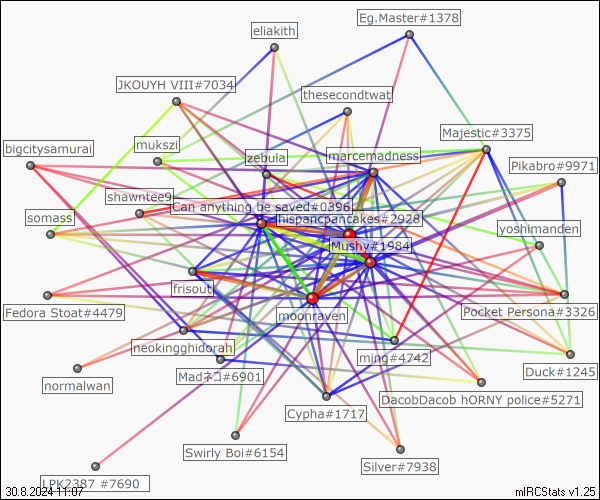 Eg.Master#1378
eliakith
JKOUYH VIII#7034
thesecondtwat
Majestic#3375
mukszi
bigcitysamurai
zebula
marcemadness
Pikabro#9971
shawntee9
Can anything be saved#0396
somass
hispancpancakes#2928
yoshimanden
Mushy#1984
frisout
Fedora Stoat#4479
moonraven
Pocket Persona#3326
neokingghidorah
ming#4742
Duck#1245
normalwan
Madネコ#6901
DacobDacob hORNY police#5271
Cypha#1717
Swirly Boi#6154
Silver#7938
LPK2387 #7690
30.8.2024 11:07
mIRCStats v1.25